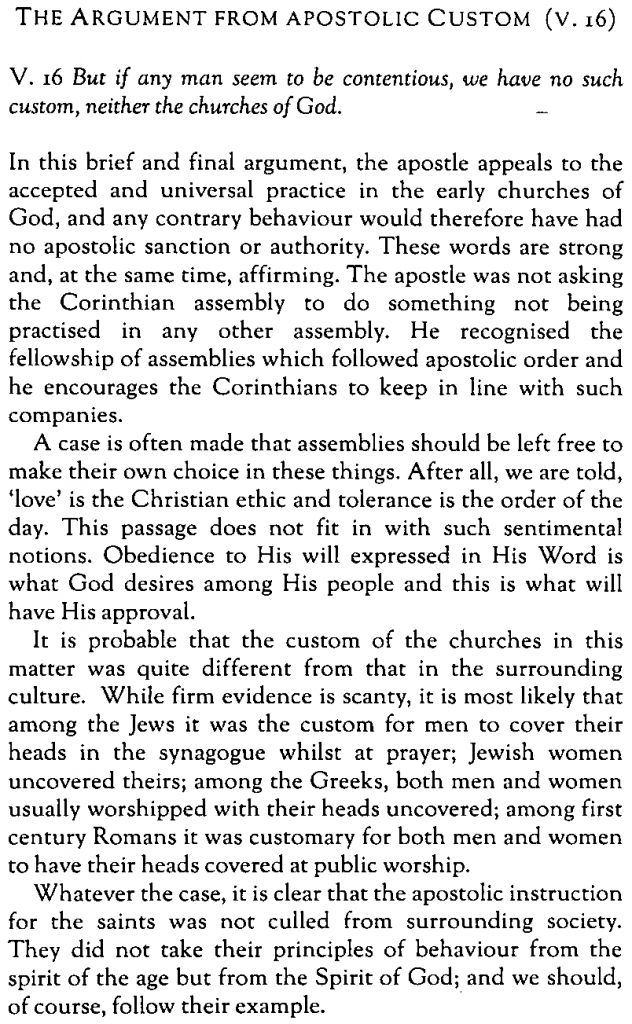 THE ARGUMENT FROM APOSTOLIC CUSTOM (V. 16)
V. 16 But if any man seem to be contentious, we have no such
custom, neither the churches of God.
In this brief and final argument, the apostle appeals to the
accepted and universal practice in the early churches of
God, and any contrary behaviour would therefore have had
no apostolic sanction or authority. These words are strong
and, at the same time, affirming. The apostle was not asking
the Corinthian assembly to do something not being
practised in any other assembly. He recognised the
fellowship of assemblies which followed apostolic order and
he encourages the Corinthians to keep in line with such
companies.
A case is often made that assemblies should be left free to
make their own choice in these things. After all, we are told,
‘love’ is the Christian ethic and tolerance is the order of the
day. This passage does not fit in with such sentimental
notions. Obedience to His will expressed in His Word is
what God desires among His people and this is what will
have His approval.
It is probable that the custom of the churches in this
matter was quite different from that in the surrounding
culture. While firm evidence is scanty, it is most likely that
among the Jews it was the custom for men to cover their
heads in the synagogue whilst at prayer; Jewish women
uncovered theirs; among the Greeks, both men and women
usually worshipped with their heads uncovered; among first
century Romans it was customary for both men and women
to have their heads covered at public worship.
Whatever the case, it is clear that the apostolic instruction
for the saints was not culled from surrounding society.
They did not take their principles of behaviour from the
spirit of the age but from the Spirit of God; and we should,
of course, follow their example.